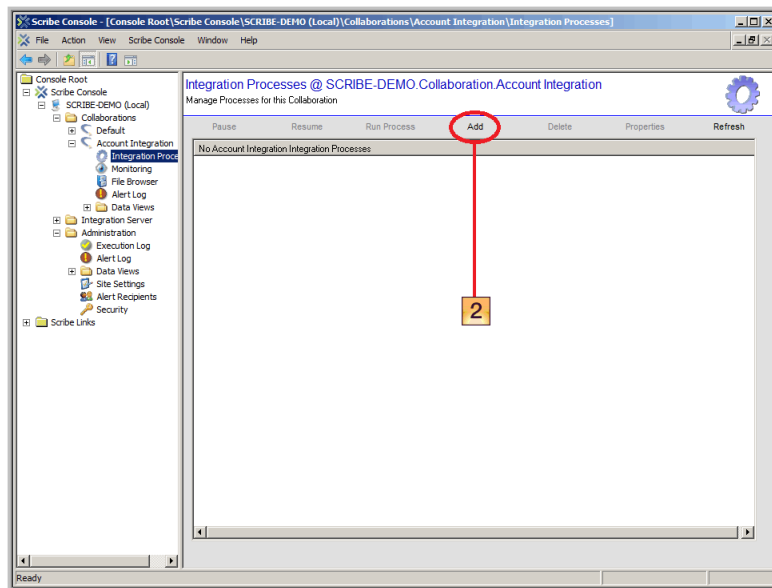 Scribe Console - [Console Root\Scribe Console\SCRIBE-DEMO (Local)\Collaborations\Account Integration\Integration Processes]
File Action View Scribe Console Window Help
Console Root
Scribe Console
SCRIBE-DEMO (Local)
Collaborations
Default
Account Integration
Integration Proce
Monitoring
File Browser
Alert Log
Data Views
Integration Server
Administration
Execution Log
Alert Log
Data Views
Site Settings
Alert Recipients
Security
Scribe Links
Integration Processes @ SCRIBE-DEMO.Collaboration.Account Integration
Manage Processes for this Collaboration
Pause Resume Run Process Add Delete Properties Refresh
No Account Integration Integration Processes
2
Ready